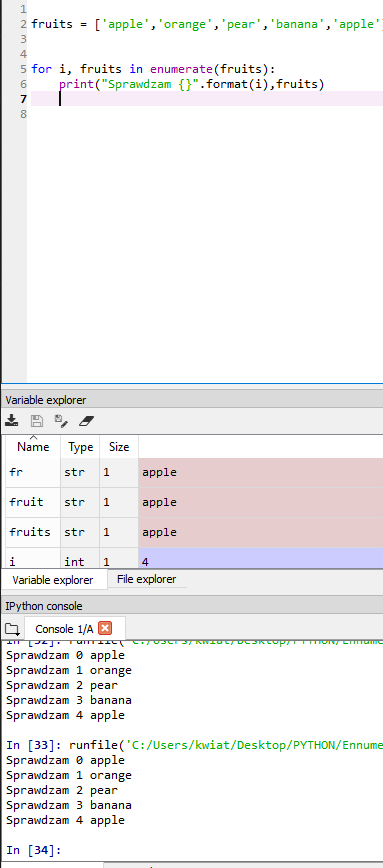 1
2 fruits = ['apple','orange','pear','banana','apple'
3
4
5 for i, fruits in enumerate(fruits):
6     print("Sprawdzam {}".format(i),fruits)
7
8
Variable explorer
Name Type Size
fr str 1 apple
fruit str 1 apple
fruits str 1 apple
i int 1 4
Variable explorer File explorer
IPython console
Console 1/A
In [32]: runfile('C:/Users/kwiat/Desktop/PYTHON/Ennume
Sprawdzam 0 apple
Sprawdzam 1 orange
Sprawdzam 2 pear
Sprawdzam 3 banana
Sprawdzam 4 apple
In [33]: runfile('C:/Users/kwiat/Desktop/PYTHON/Ennume
Sprawdzam 0 apple
Sprawdzam 1 orange
Sprawdzam 2 pear
Sprawdzam 3 banana
Sprawdzam 4 apple
In [34]: